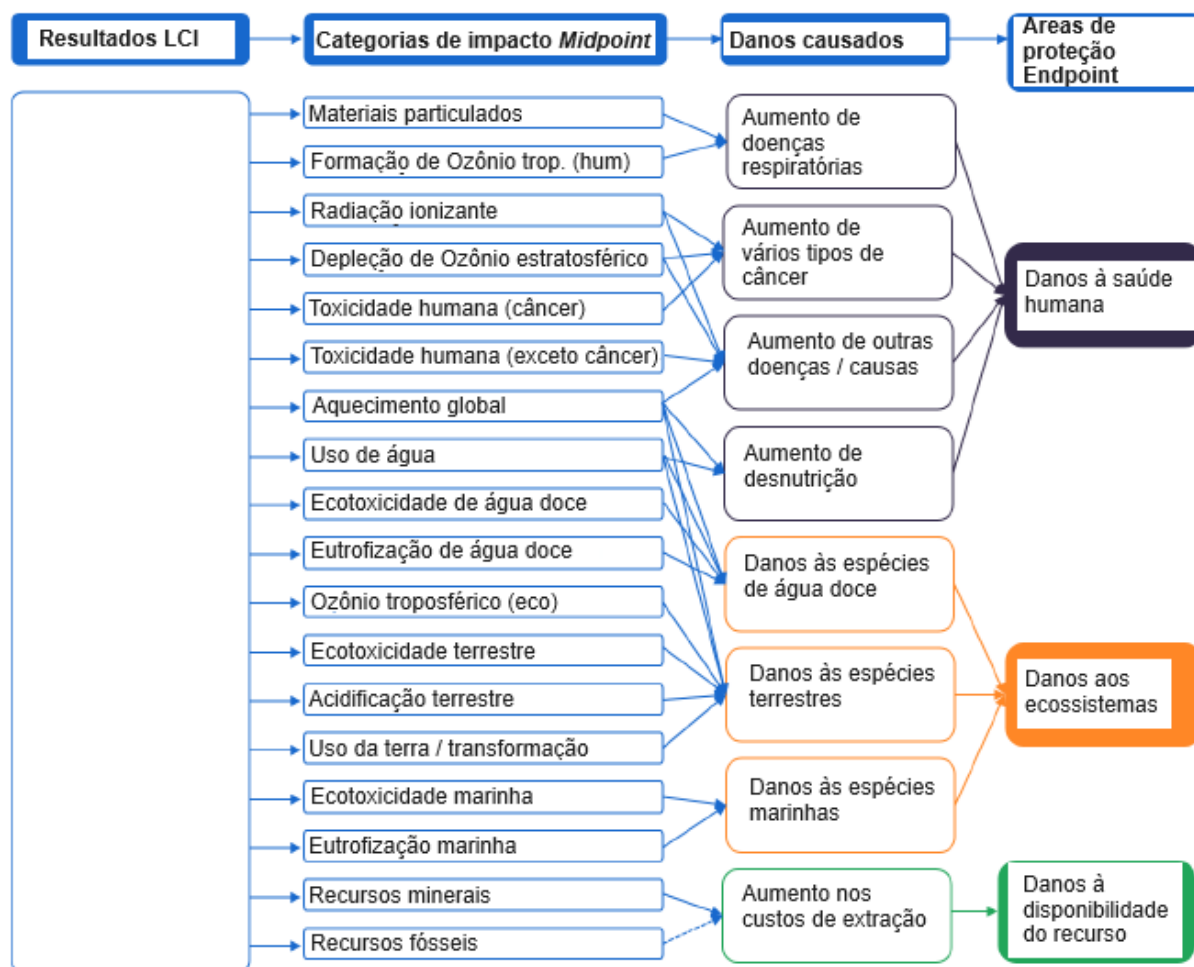 Resultados LCI
Categorias de impacto Midpoint
Danos causados
Áreas de
proteção
Endpoint
Materiais particulados
Formação de Ozônio trop. (hum)
Radiação ionizante
Depleção de Ozônio estratosférico
Toxicidade humana (câncer)
Toxicidade humana (exceto câncer)
Aquecimento global
Uso de água
Ecotoxicidade de água doce
Eutrofização de água doce
Ozônio troposférico (eco)
Ecotoxicidade terrestre
Acidificação terrestre
Uso da terra / transformação
Ecotoxicidade marinha
Eutrofização marinha
Recursos minerais
Recursos fósseis
Aumento de
doenças
respiratórias
Aumento de
vários tipos de
câncer
Aumento de outras
doenças / causas
Aumento de
desnutrição
Danos às espécies
de água doce
Danos às espécies
terrestres
Danos às espécies
marinhas
Aumento nos
custos de extração
Danos à saúde
humana
Danos aos
ecossistemas
Danos à
disponibilidade
do recurso